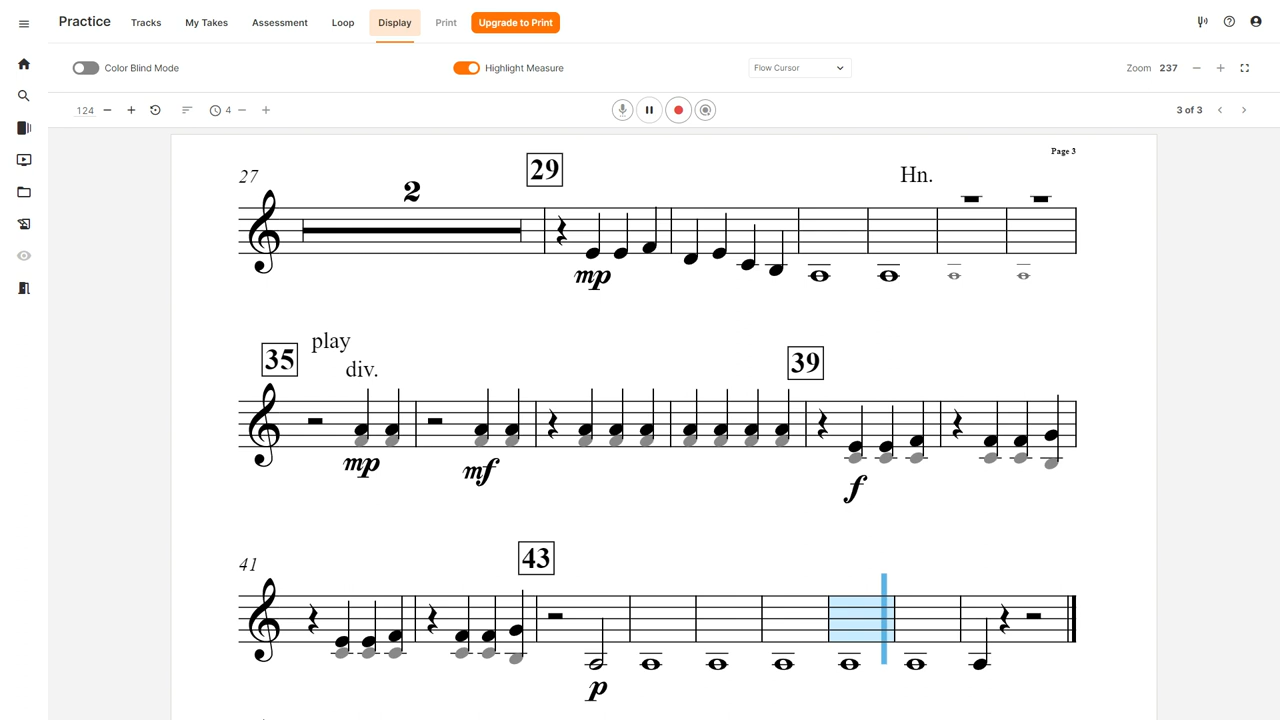 Practice Tracks My Takes Assessment Loop Display Print Upgrade to Print
Color Blind Mode Highlight Measure Flow Cursor Zoom 237
124 4 3 of 3
Page 3
27 2 29 Hn.
mp
35 play
div. 39
mp mf f
41 43
p